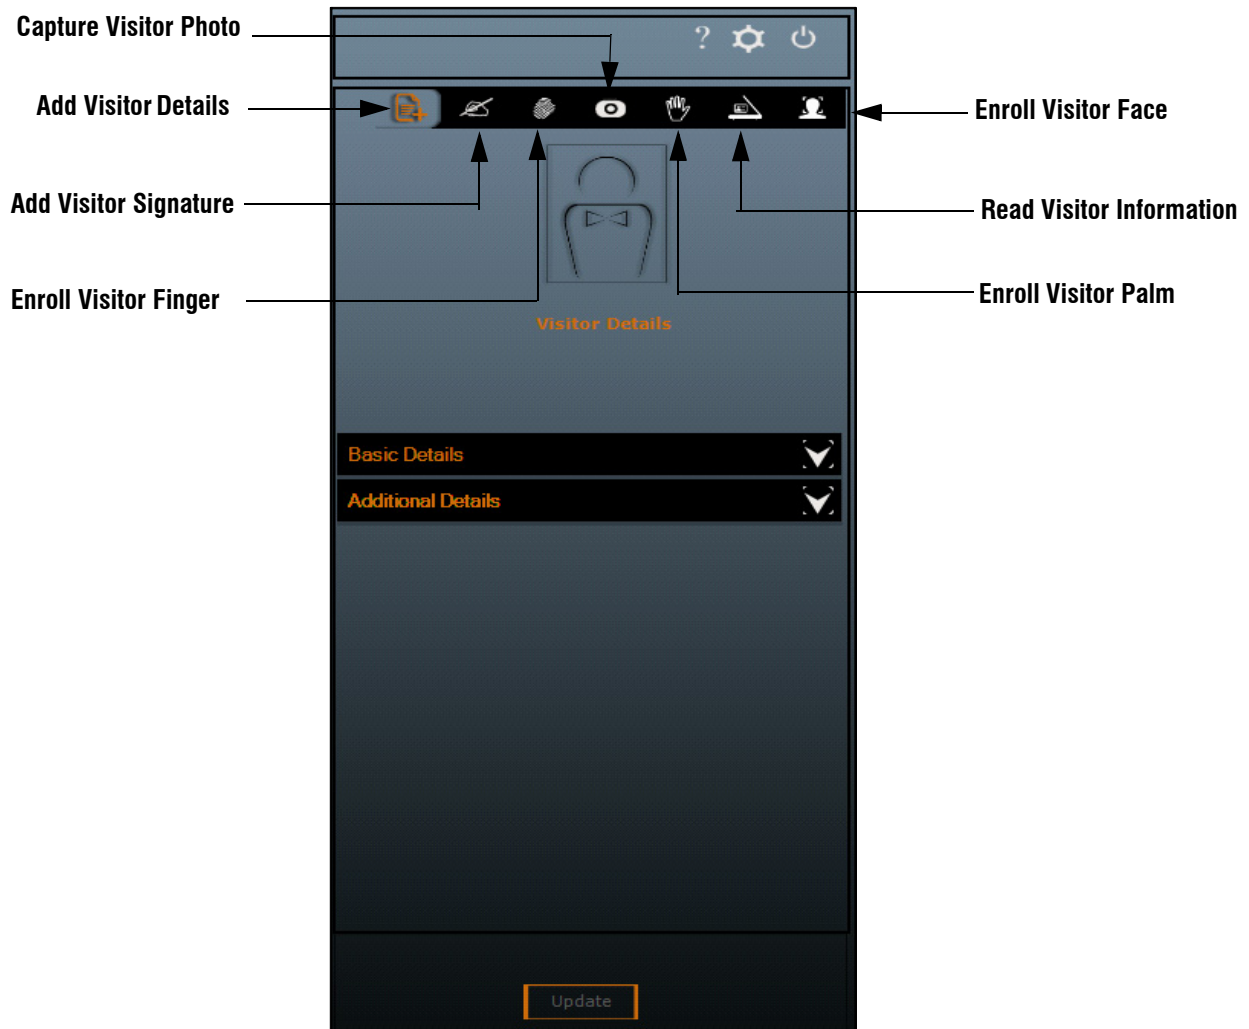 Capture Visitor Photo
?
Add Visitor Details
Enroll Visitor Face
Add Visitor Signature
Read Visitor Information
Enroll Visitor Finger
Enroll Visitor Palm
Visitor Details
Basic Details
Additional Details
Update